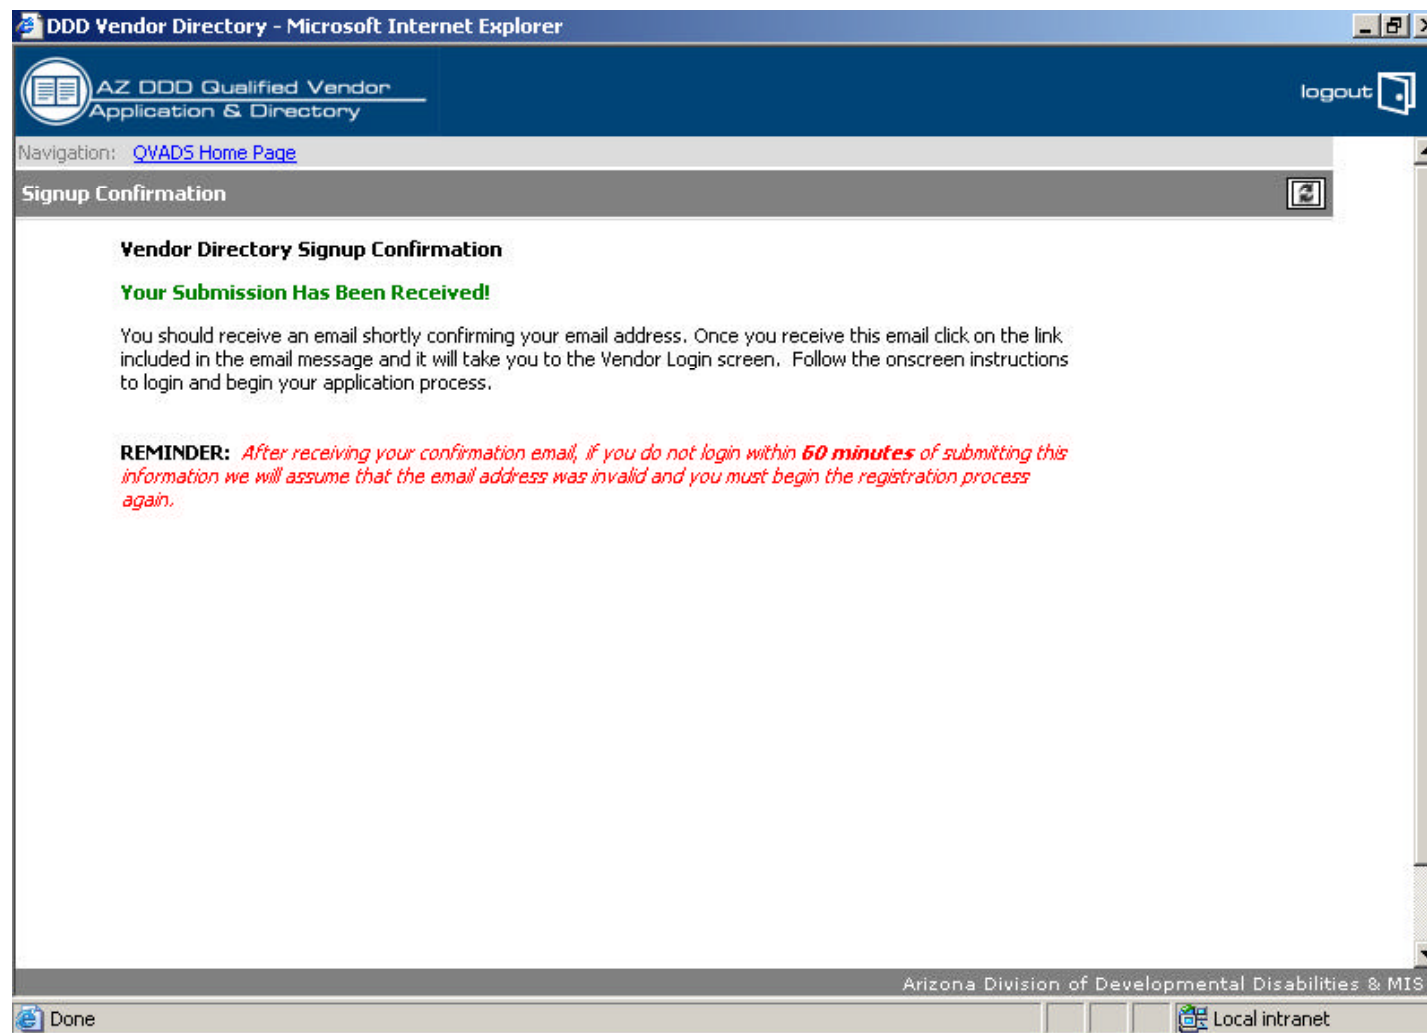 DDD Vendor Directory - Microsoft Internet Explorer
AZ DDD Qualified Vendor
Application & Directory
logout
Navigation: QVADS Home Page
Signup Confirmation
Vendor Directory Signup Confirmation
Your Submission Has Been Received!
You should receive an email shortly confirming your email address. Once you receive this email click on the link
included in the email message and it will take you to the Vendor Login screen. Follow the onscreen instructions
to login and begin your application process.
REMINDER: After receiving your confirmation email, if you do not login within 60 minutes of submitting this
information we will assume that the email address was invalid and you must begin the registration process
again.
Arizona Division of Developmental Disabilities & MIS
Done
Local intranet